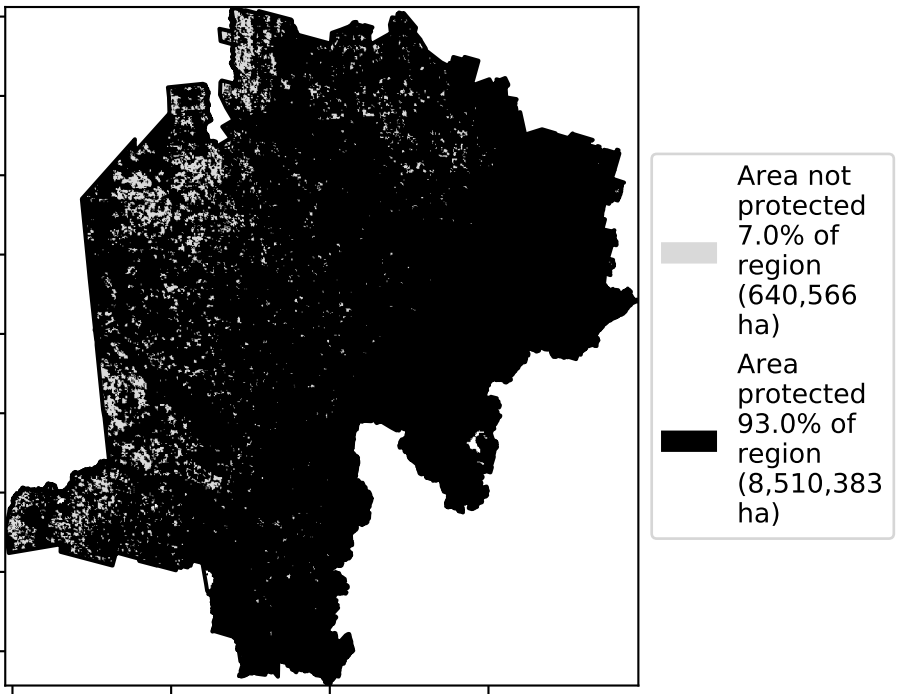 Area not
protected
7.0% of
region
(640,566
ha)
Area
protected
93.0% of
region
(8,510,383
ha)